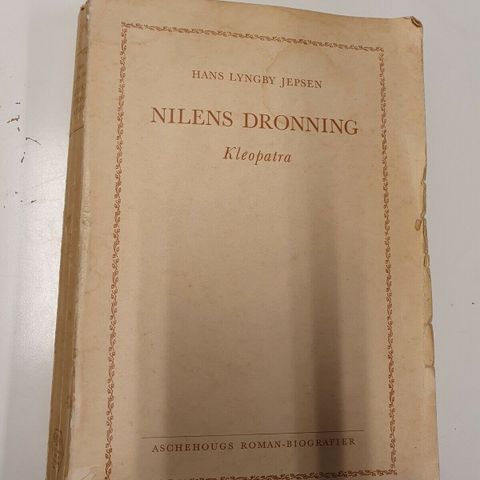 HANS LYNGBY JEPSEN
NILENS DRONNING
Kleopatra
ASCHEHOUGS ROMAN-BIOGRAFIER